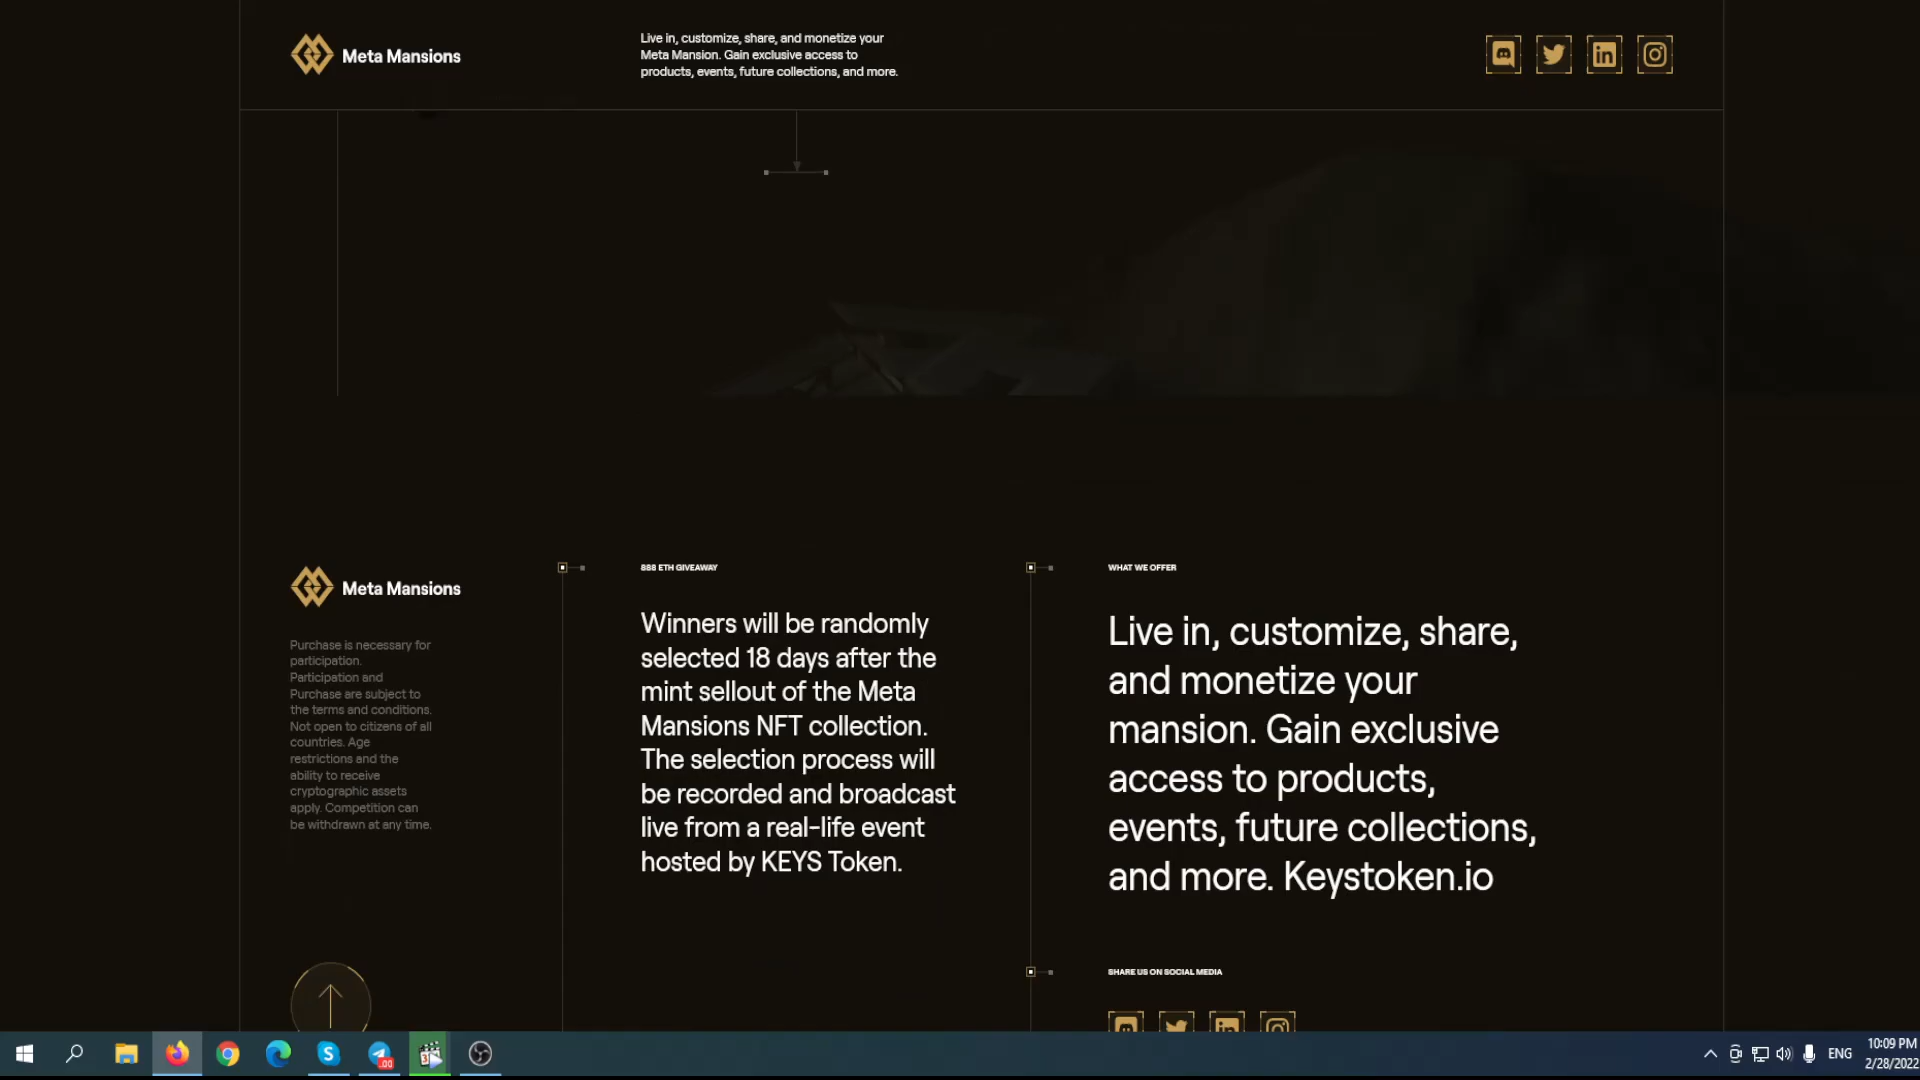 Meta Mansions
Live in, customize, share, and monetize your
Meta Mansion. Gain exclusive access to
products, events, future collections, and more.
Meta Mansions
Purchase is necessary for
participation.
Participation and
Purchase are subject to
the terms and conditions.
Not open to citizens of all
countries. Age
restrictions and the
ability to receive
cryptographic assets
apply. Competition can
be withdrawn at any time.
888 ETH GIVEAWAY
Winners will be randomly
selected 18 days after the
mint sellout of the Meta
Mansions NFT collection.
The selection process will
be recorded and broadcast
live from a real-life event
hosted by KEYS Token.
WHAT WE OFFER
Live in, customize, share,
and monetize your
mansion. Gain exclusive
access to products,
events, future collections,
and more. Keystoken.io
SHARE US ON SOCIAL MEDIA
ENG
10:09 PM
2/28/2022